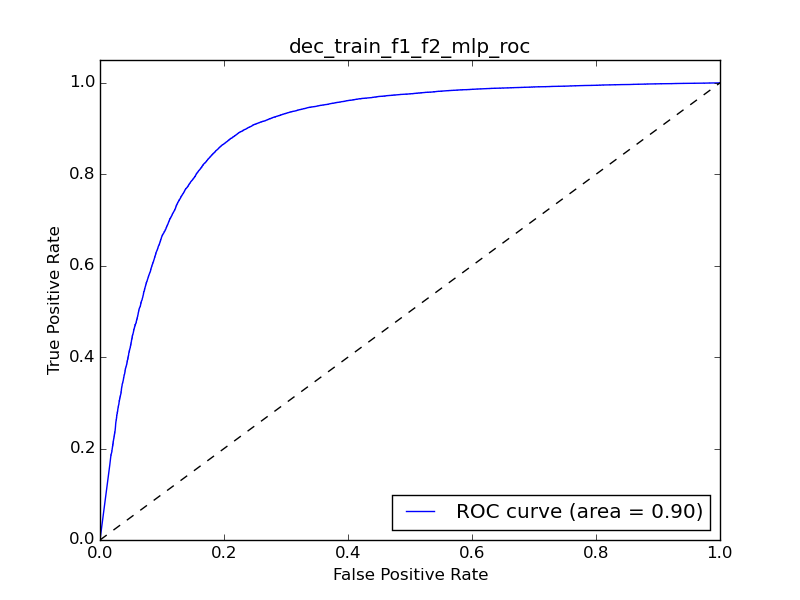 dec_train_f1_f2_mlp_roc
1.0
0.8
0.6
0.4
0.2
0.0
True Positive Rate
ROC curve (area = 0.90)
0.0 0.2 0.4 0.6 0.8 1.0
False Positive Rate